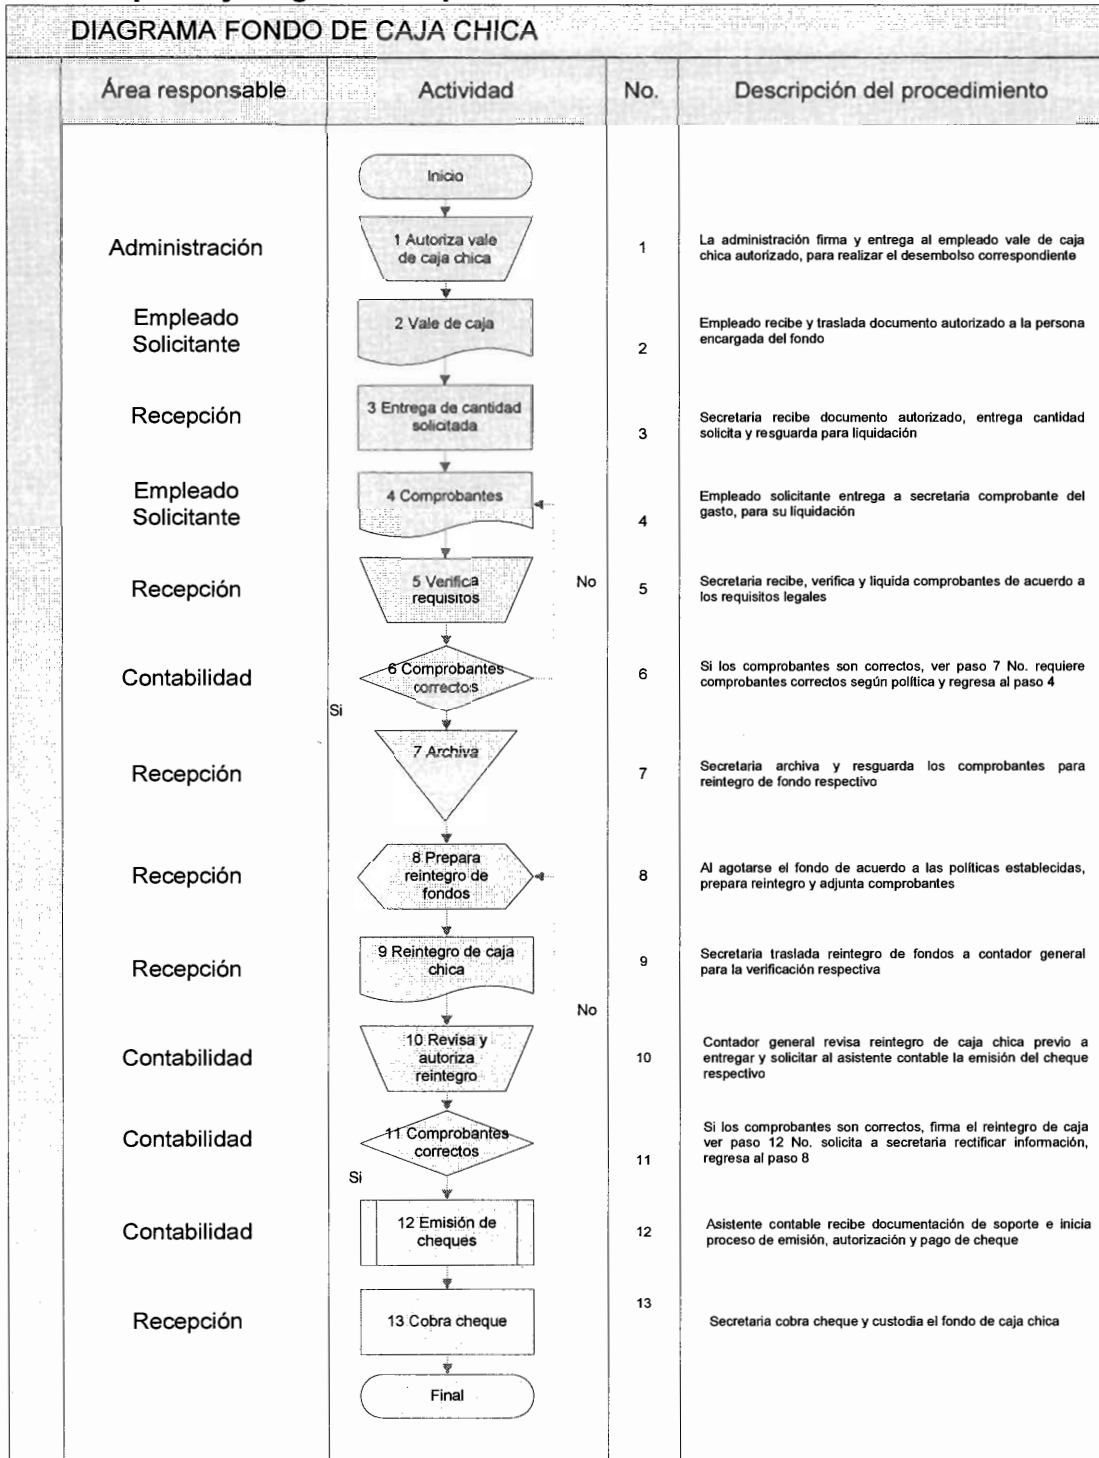 DIAGRAMA FONDO DE CAJA CHICA
Área responsable
Actividad
No.
Descripción del procedimiento
Inicio
Administración
1 Autoriza vale
de caja chica
1
La administración firma y entrega al empleado vale de caja
chica autorizado, para realizar el desembolso correspondiente
Empleado
Solicitante
2 Vale de caja
2
Empleado recibe y traslada documento autorizado a la persona
encargada del fondo
Recepción
3 Entrega de cantidad
solicitada
3
Secretaria recibe documento autorizado, entrega cantidad
solicita y resguarda para liquidación
Empleado
Solicitante
4 Comprobantes
4
Empleado solicitante entrega a secretaria comprobante del
gasto, para su liquidación
Recepción
5 Verifica
requisitos
No
5
Secretaria recibe, verifica y liquida comprobantes de acuerdo a
los requisitos legales
Contabilidad
6 Comprobantes
correctos
6
Si los comprobantes son correctos, ver paso 7 No. requiere
comprobantes correctos según política y regresa al paso 4
Si
Recepción
7 Archiva
7
Secretaria archiva y resguarda los comprobantes para
reintegro de fondo respectivo
Recepción
8 Prepara
reintegro de
fondos
8
Al agotarse el fondo de acuerdo a las políticas establecidas,
prepara reintegro y adjunta comprobantes
Recepción
9 Reintegro de caja
chica
9
Secretaria traslada reintegro de fondos a contador general
para la verificación respectiva
No
Contabilidad
10 Revisa y
autoriza
reintegro
10
Contador general revisa reintegro de caja chica previo a
entregar y solicitar al asistente contable la emisión del cheque
respectivo
Contabilidad
11 Comprobantes
correctos
11
Si los comprobantes son correctos, firma el reintegro de caja
ver paso 12 No. solicita a secretaria rectificar información,
regresa al paso 8
Si
Contabilidad
12 Emisión de
cheques
12
Asistente contable recibe documentación de soporte e inicia
proceso de emisión, autorización y pago de cheque
Recepción
13 Cobra cheque
13
Secretaria cobra cheque y custodia el fondo de caja chica
Final